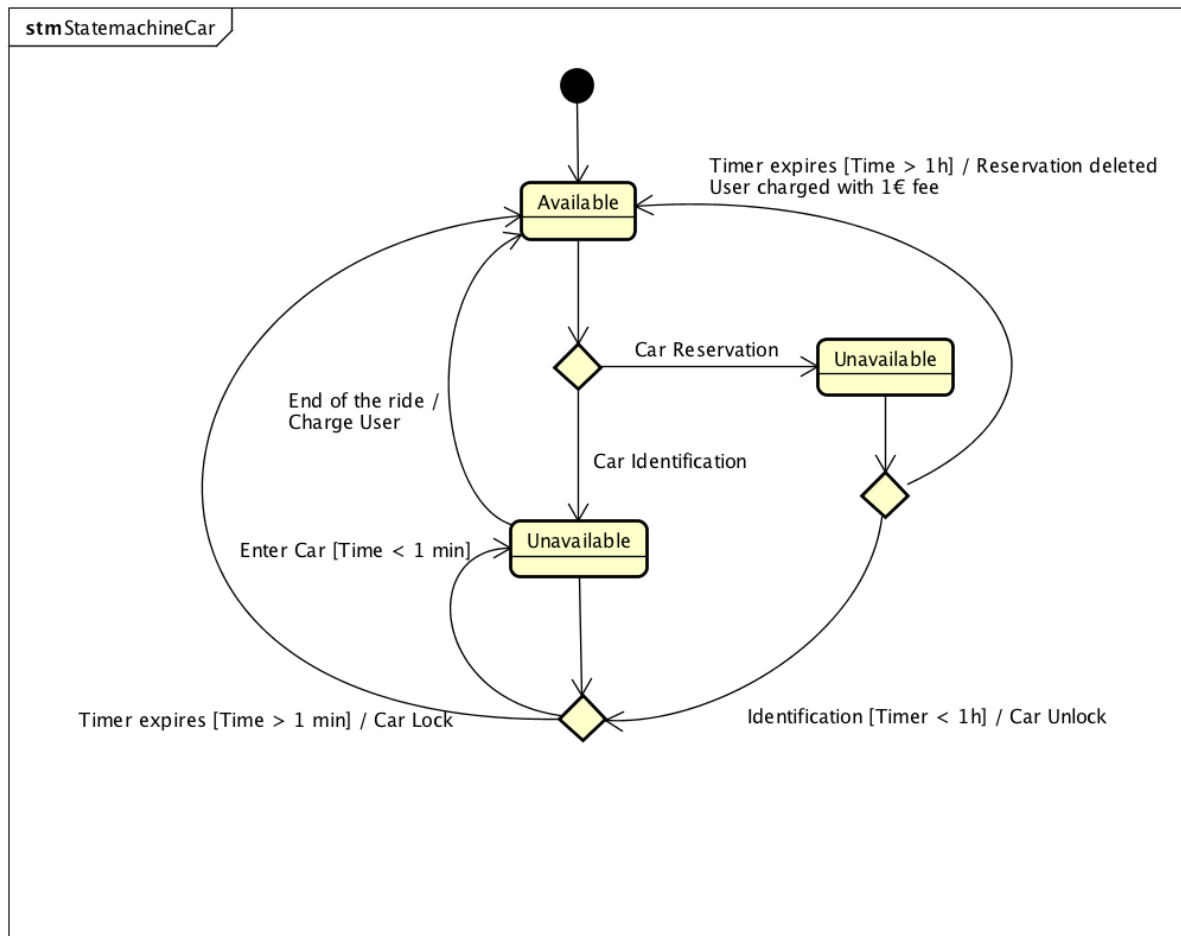 stm StatemachineCar
Timer expires [Time > 1h] / Reservation deleted
User charged with 1€ fee
Available
Car Reservation
Unavailable
End of the ride /
Charge User
Car Identification
Unavailable
Enter Car [Time < 1 min]
Timer expires [Time > 1 min] / Car Lock
Identification [Timer < 1h] / Car Unlock